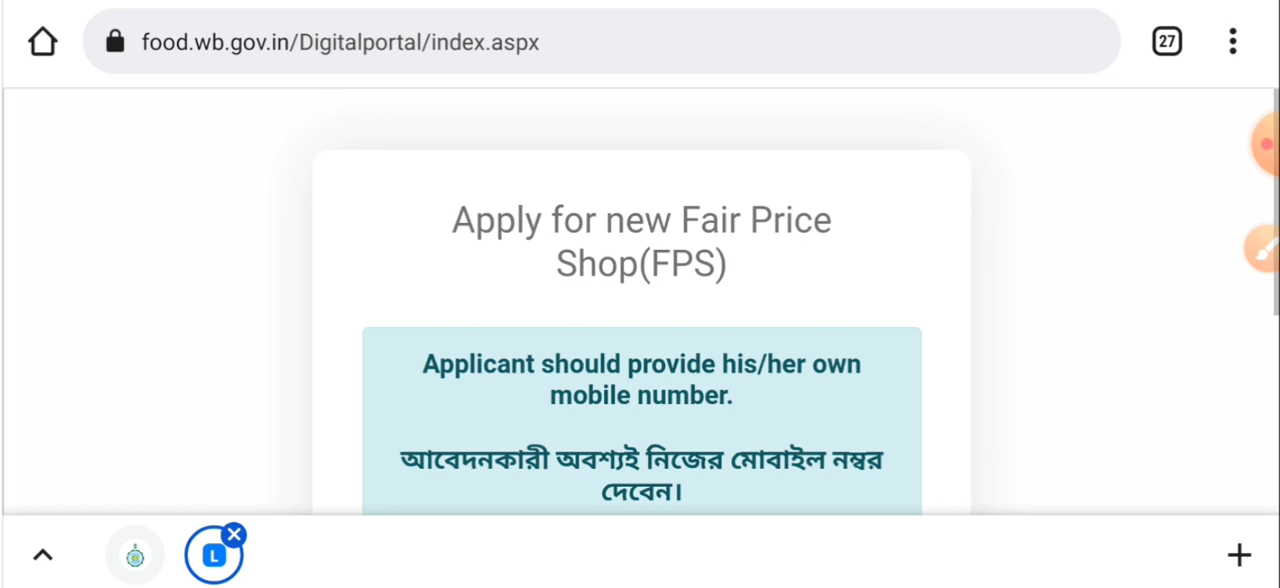 food.wb.gov.in/Digitalportal/index.aspx
27
Apply for new Fair Price
Shop(FPS)
Applicant should provide his/her own
mobile number.
আবেদনকারী অবশ্যই নিজের মোবাইল নম্বর
দেবেন।
L